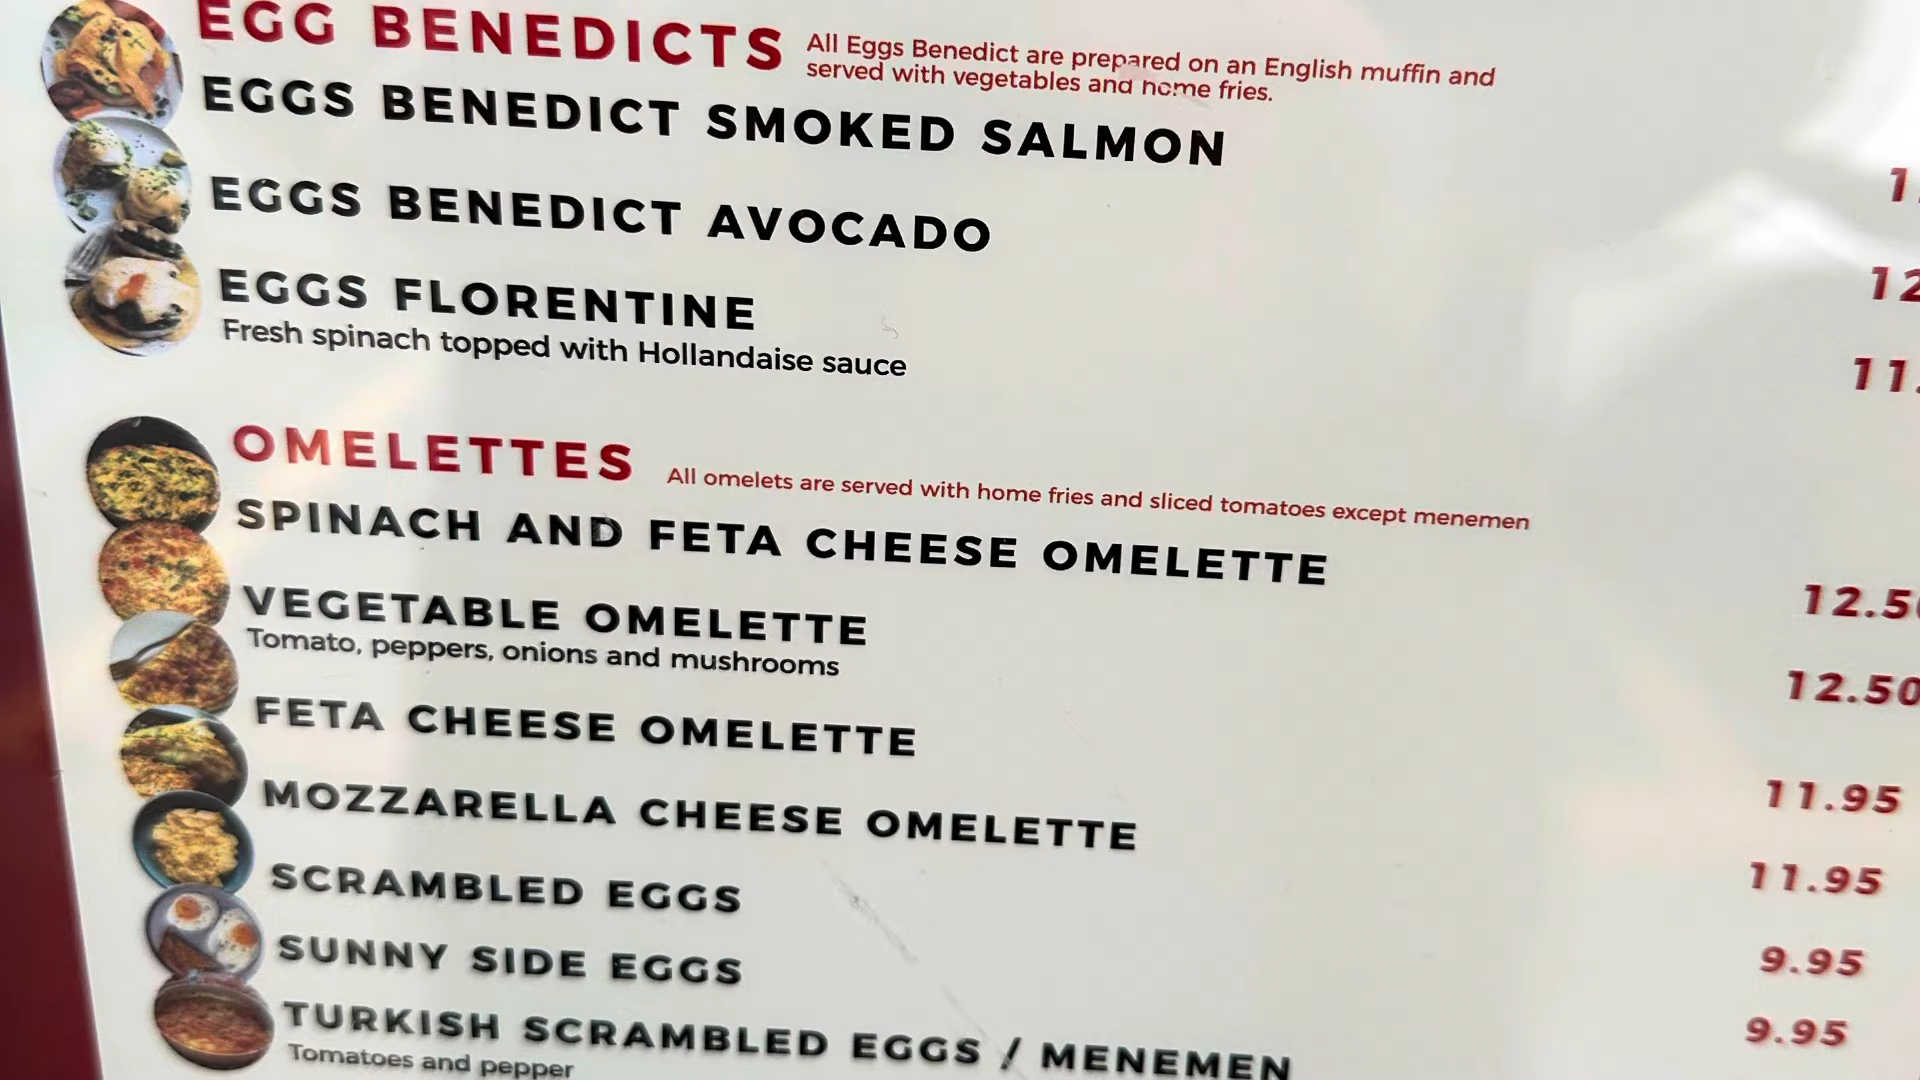 EGG BENEDICTS
All Eggs Benedict are prepared on an English muffin and
served with vegetables and home fries.
EGGS BENEDICT SMOKED SALMON
EGGS BENEDICT AVOCADO
12
EGGS FLORENTINE
11.
Fresh spinach topped with Hollandaise sauce
OMELETTES
All omelets are served with home fries and sliced tomatoes except menemen
SPINACH AND FETA CHEESE OMELETTE
12.50
VEGETABLE OMELETTE
12.50
Tomato, peppers, onions and mushrooms
FETA CHEESE OMELETTE
11.95
MOZZARELLA CHEESE OMELETTE
11.95
SCRAMBLED EGGS
9.95
SUNNY SIDE EGGS
9.95
TURKISH SCRAMBLED EGGS / MENEMEN
Tomatoes and pepper